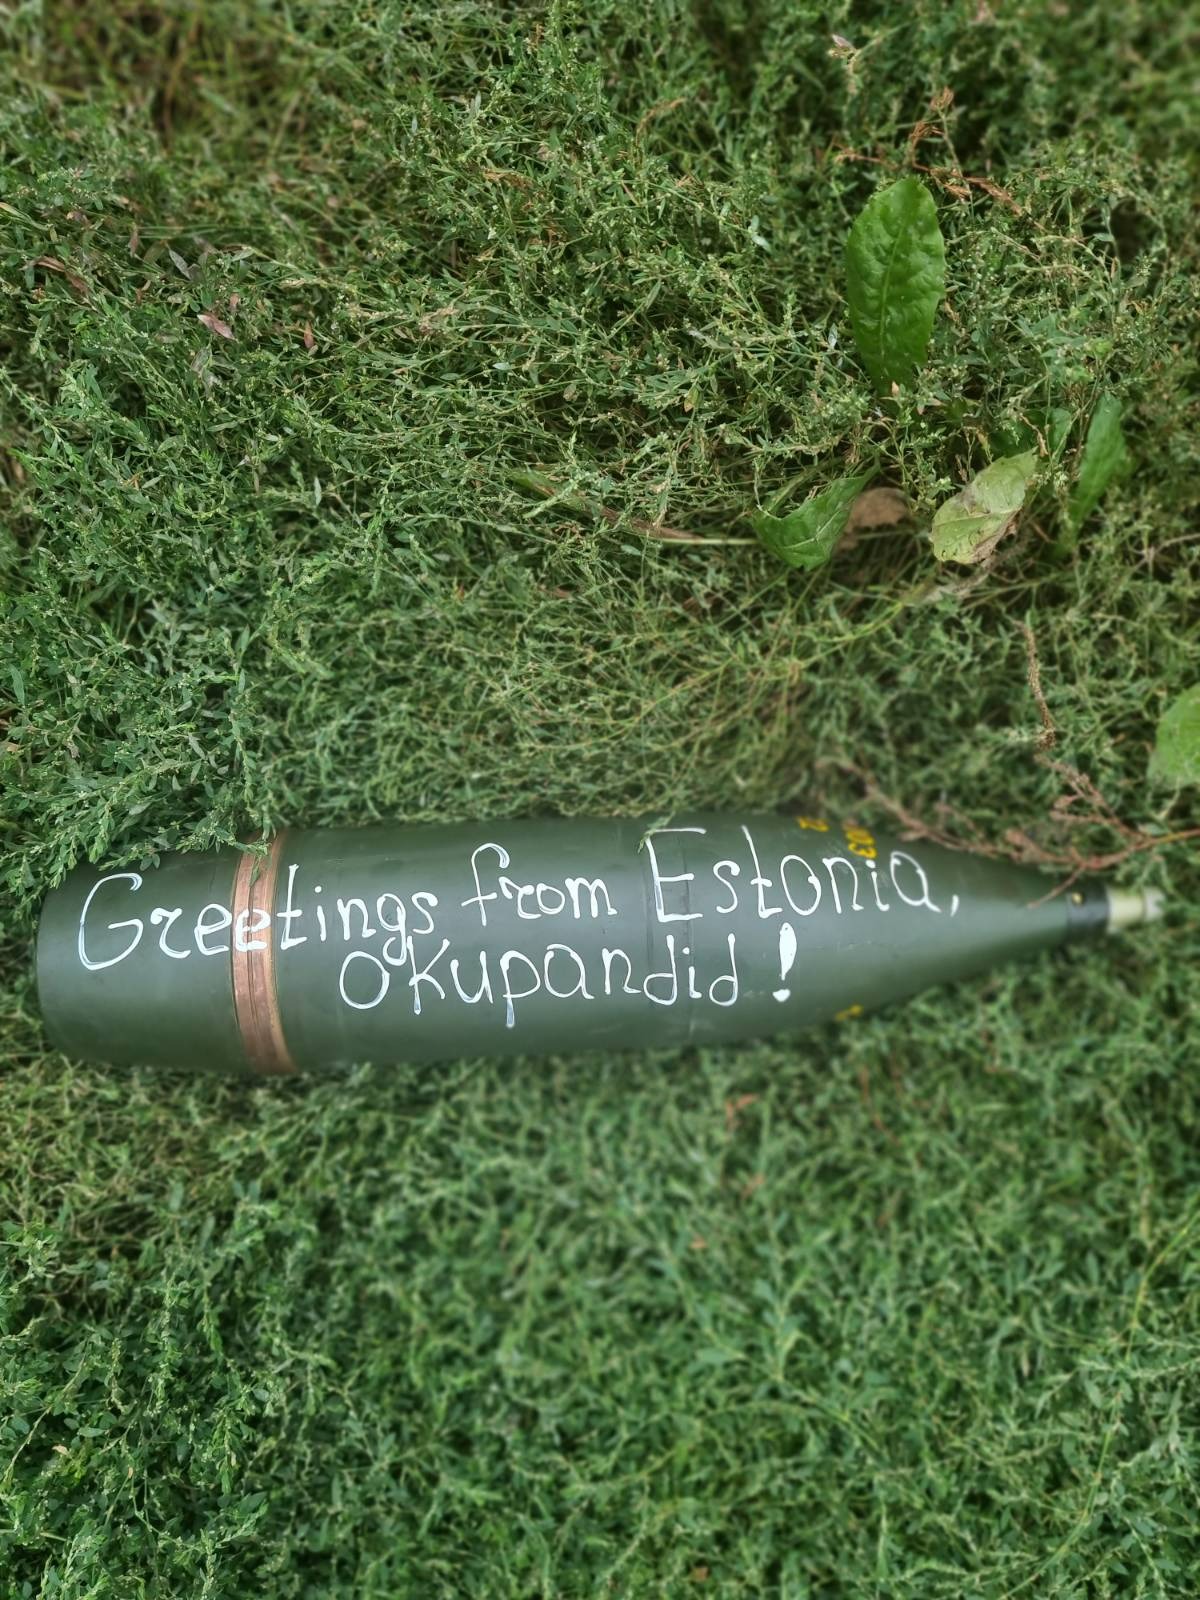 Greetings from Estonia,
okupandid!